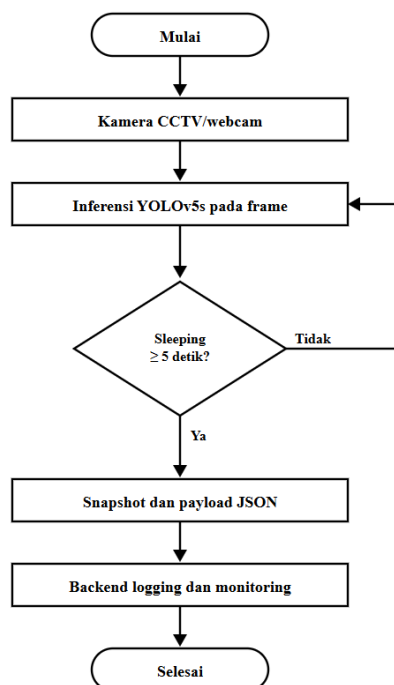 Mulai
Kamera CCTV/webcam
Inferensi YOLOv5s pada frame
Sleeping
≥ 5 detik?
Tidak
Ya
Snapshot dan payload JSON
Backend logging dan monitoring
Selesai